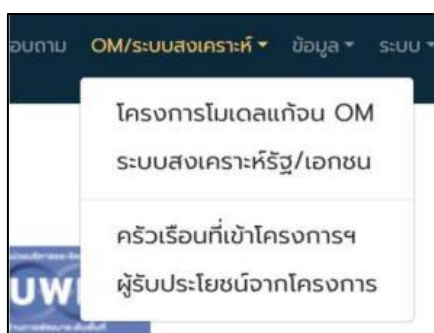 อบถาม OM/ระบบสงเคราะห์ ข้อมูล ระบบ
โครงการโมเดลแก้จน OM
ระบบสงเคราะห์รัฐ/เอกชน
ครัวเรือนที่เข้าโครงการฯ
ผู้รับประโยชน์จากโครงการ